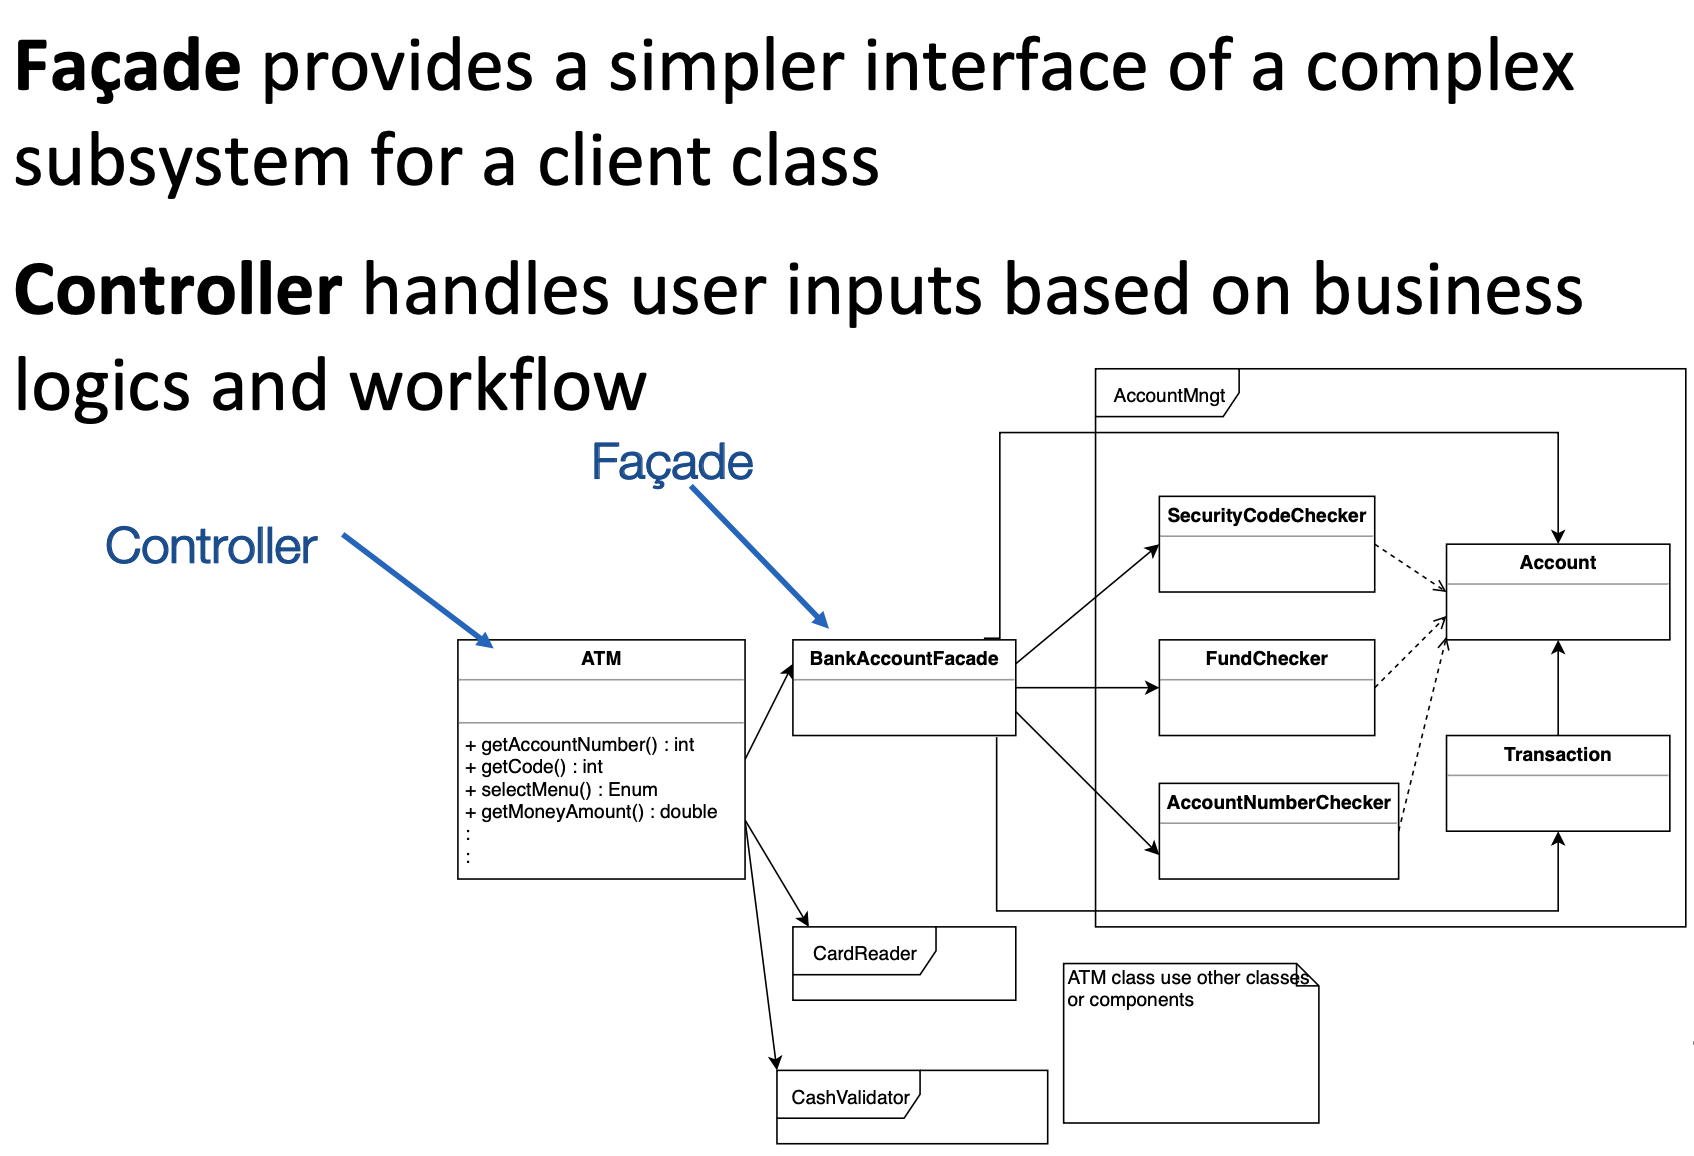 Façade provides a simpler interface of a complex
subsystem for a client class
Controller handles user inputs based on business
logics and workflow
AccountMngt
Façade
Controller
SecurityCodeChecker
Account
ATM
BankAccountFacade
FundChecker
+ getAccountNumber() : int
+ getCode() : int
+ selectMenu() : Enum
+ getMoneyAmount() : double
:
:
Transaction
AccountNumberChecker
CardReader
ATM class use other classes
or components
CashValidator